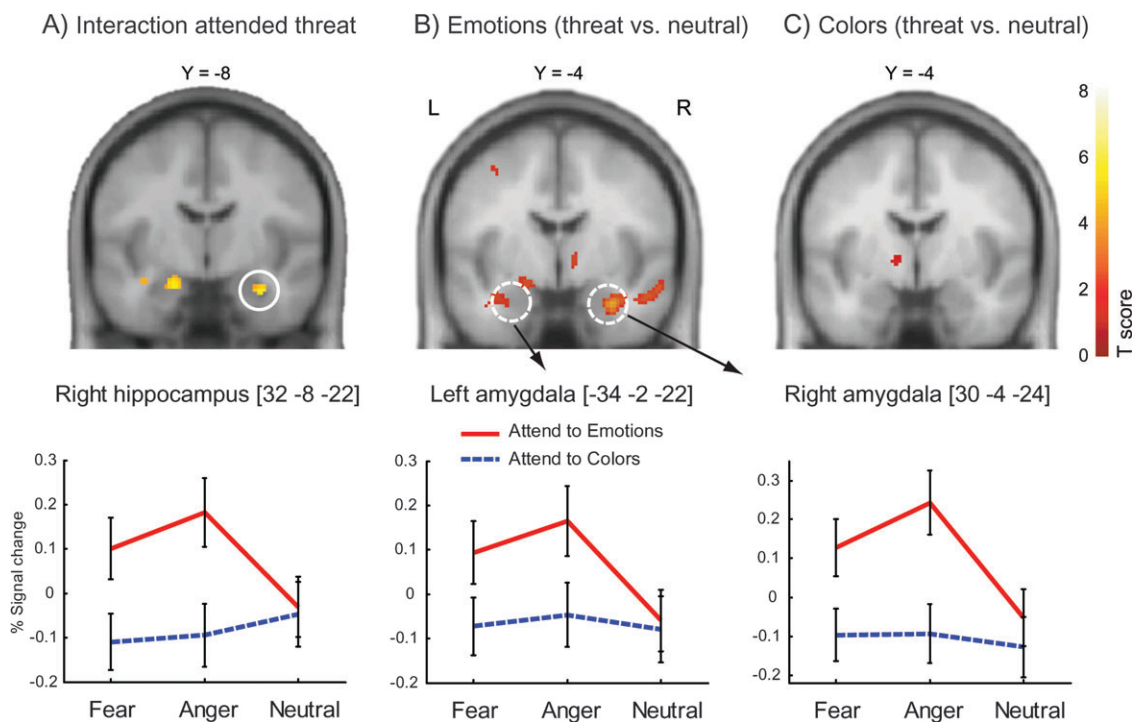 A) Interaction attended threat
B) Emotions (threat vs. neutral)
C) Colors (threat vs. neutral)
Y = -8
Y = -4
Y = -4
L
R
8
6
4
2
0
T score
Right hippocampus [32 -8 -22]
Left amygdala [-34 -2 -22]
Right amygdala [30 -4 -24]
Attend to Emotions
Attend to Colors
% Signal change
0.3
0.2
0.1
0
-0.1
-0.2
Fear Anger Neutral
0.3
0.2
0.1
0
-0.1
-0.2
Fear Anger Neutral
0.3
0.2
0.1
0
-0.1
-0.2
Fear Anger Neutral